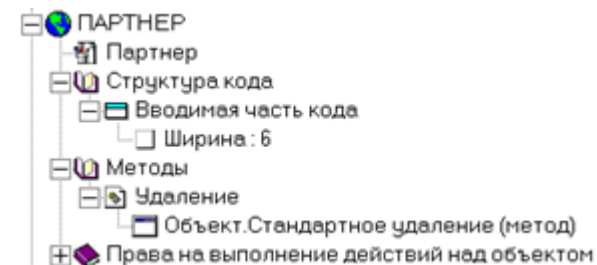 ПАРТНЕР
Партнер
Структура кода
Вводимая часть кода
Ширина : 6
Методы
Удаление
Объект.Стандартное удаление (метод)
Права на выполнение действий над объектом